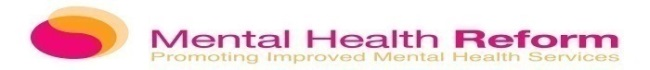 Mental Health Reform
Promoting Improved Mental Health Services